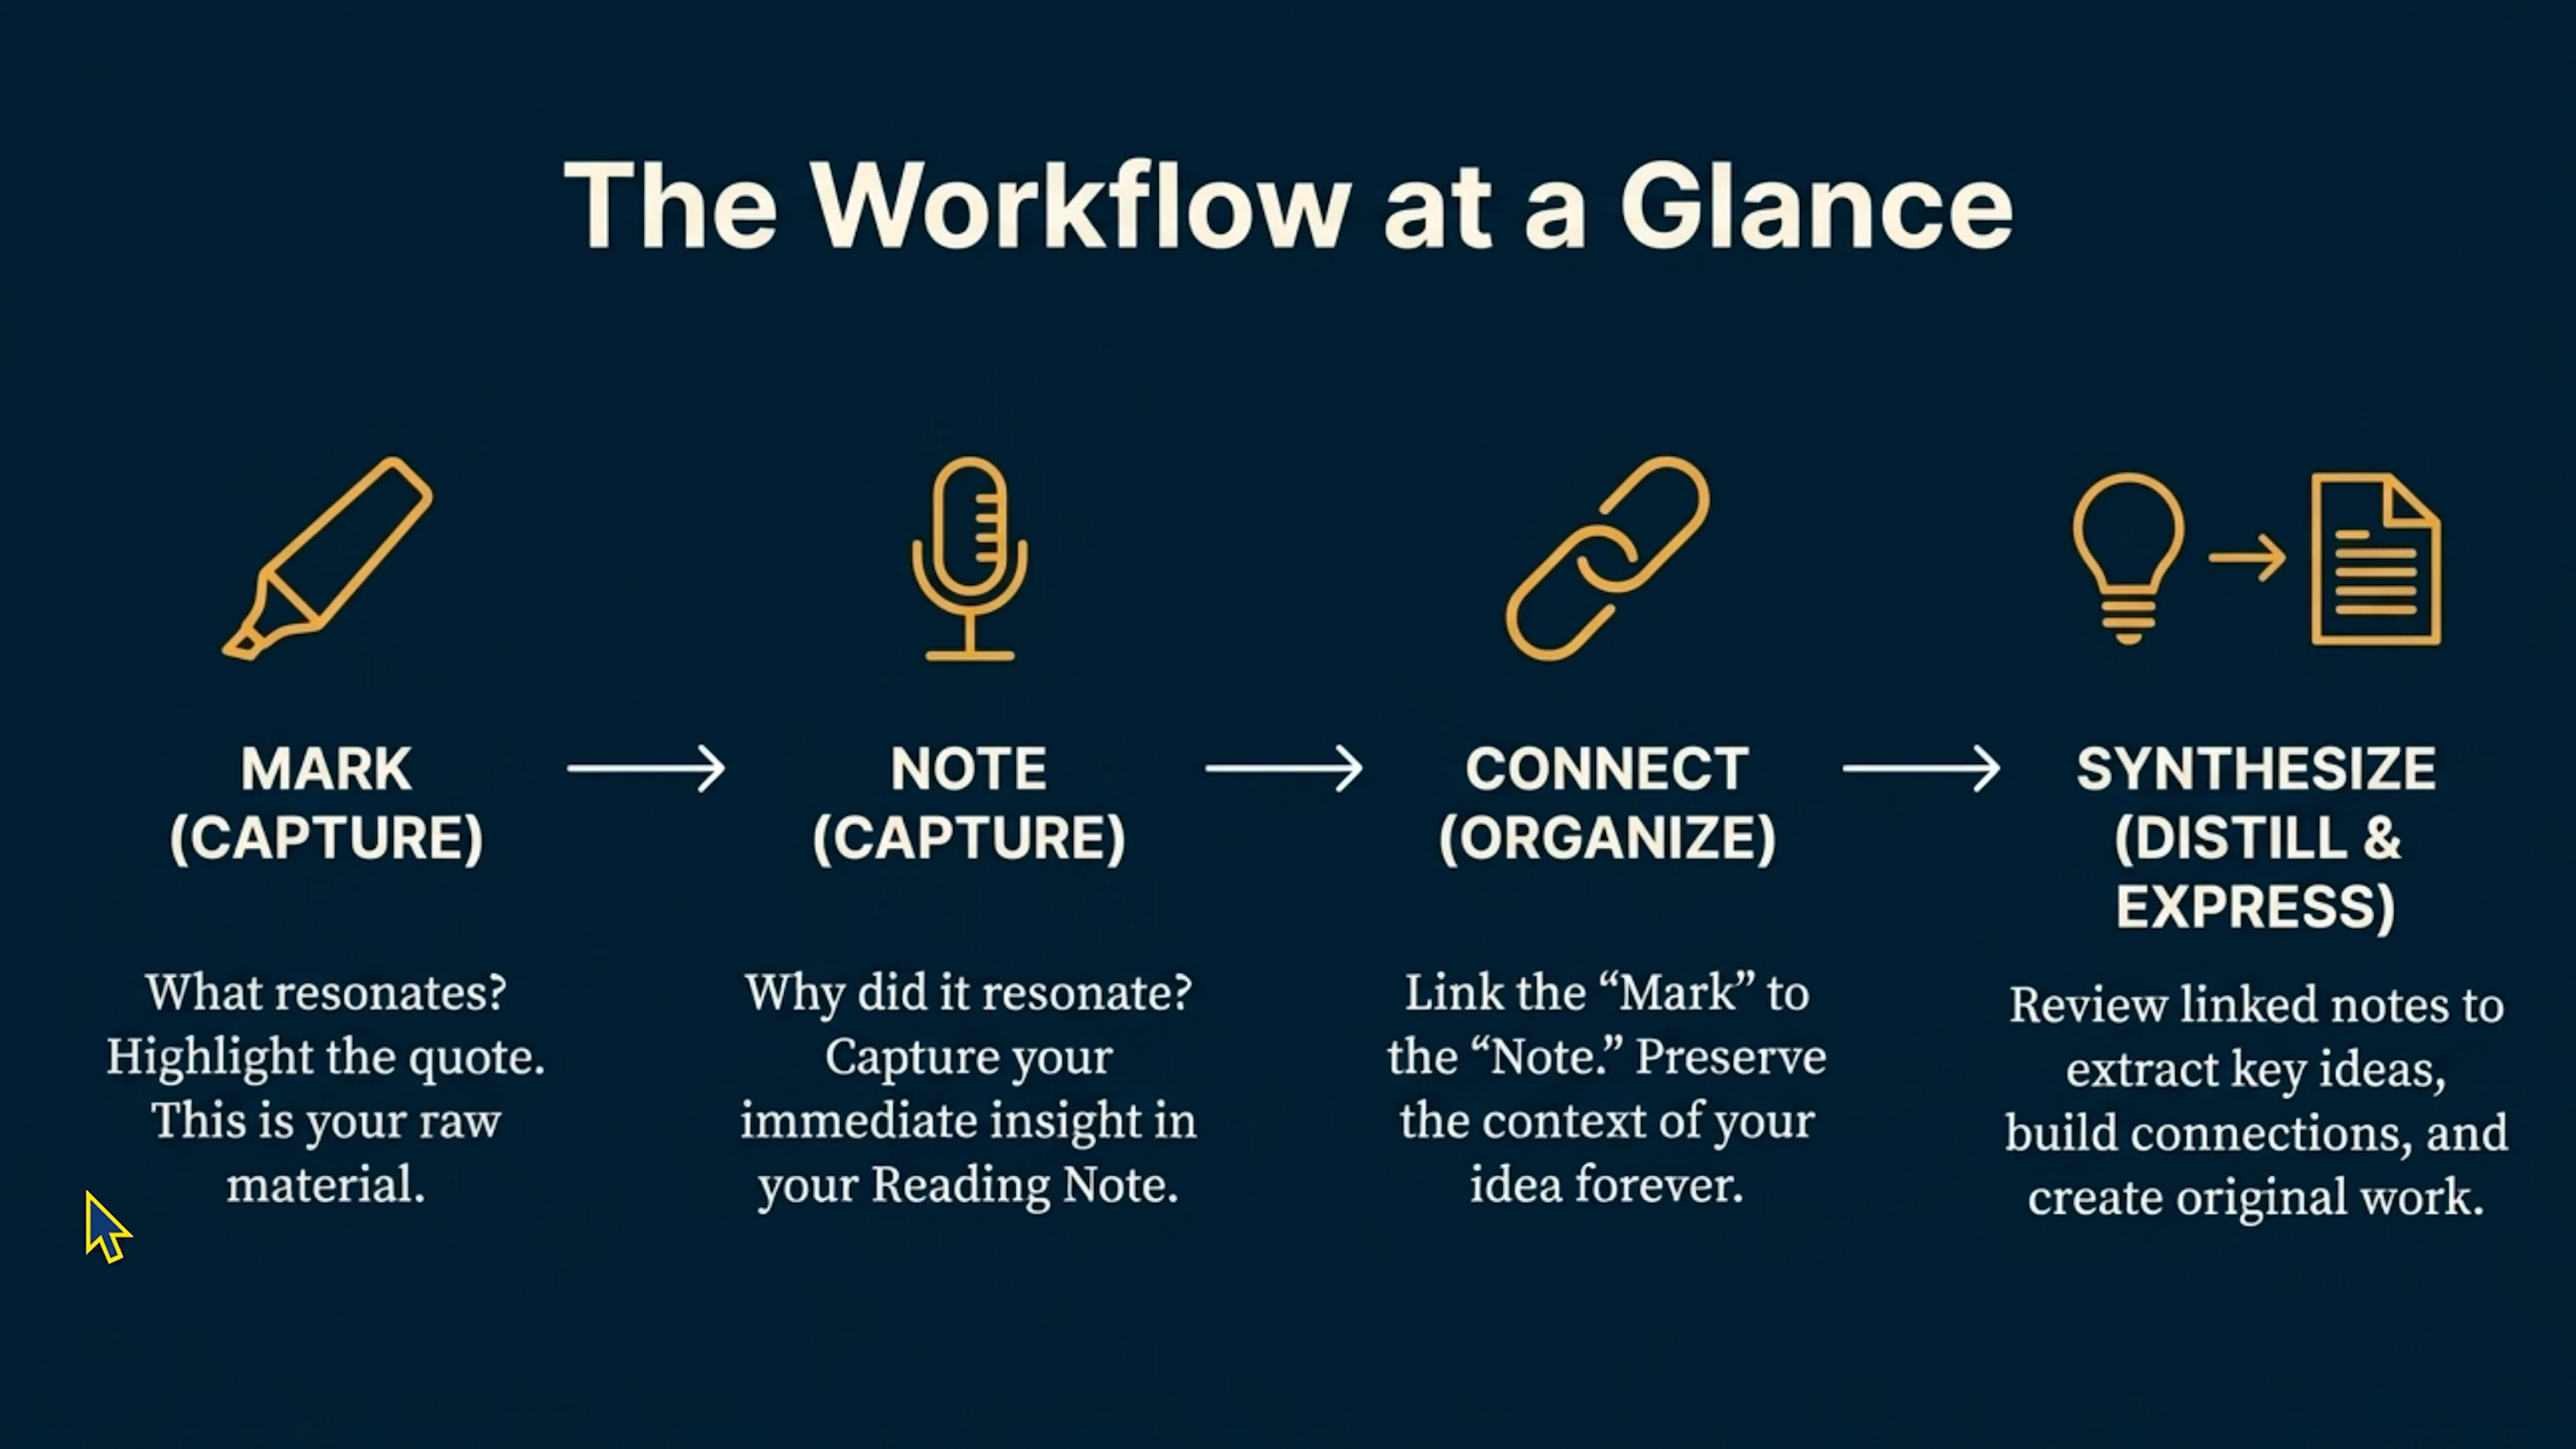 The Workflow at a Glance
MARK
(CAPTURE)
What resonates?
Highlight the quote.
This is your raw
material.
NOTE
(CAPTURE)
Why did it resonate?
Capture your
immediate insight in
your Reading Note.
CONNECT
(ORGANIZE)
Link the “Mark” to
the “Note.” Preserve
the context of your
idea forever.
SYNTHESIZE
(DISTILL &
EXPRESS)
Review linked notes to
extract key ideas,
build connections, and
create original work.